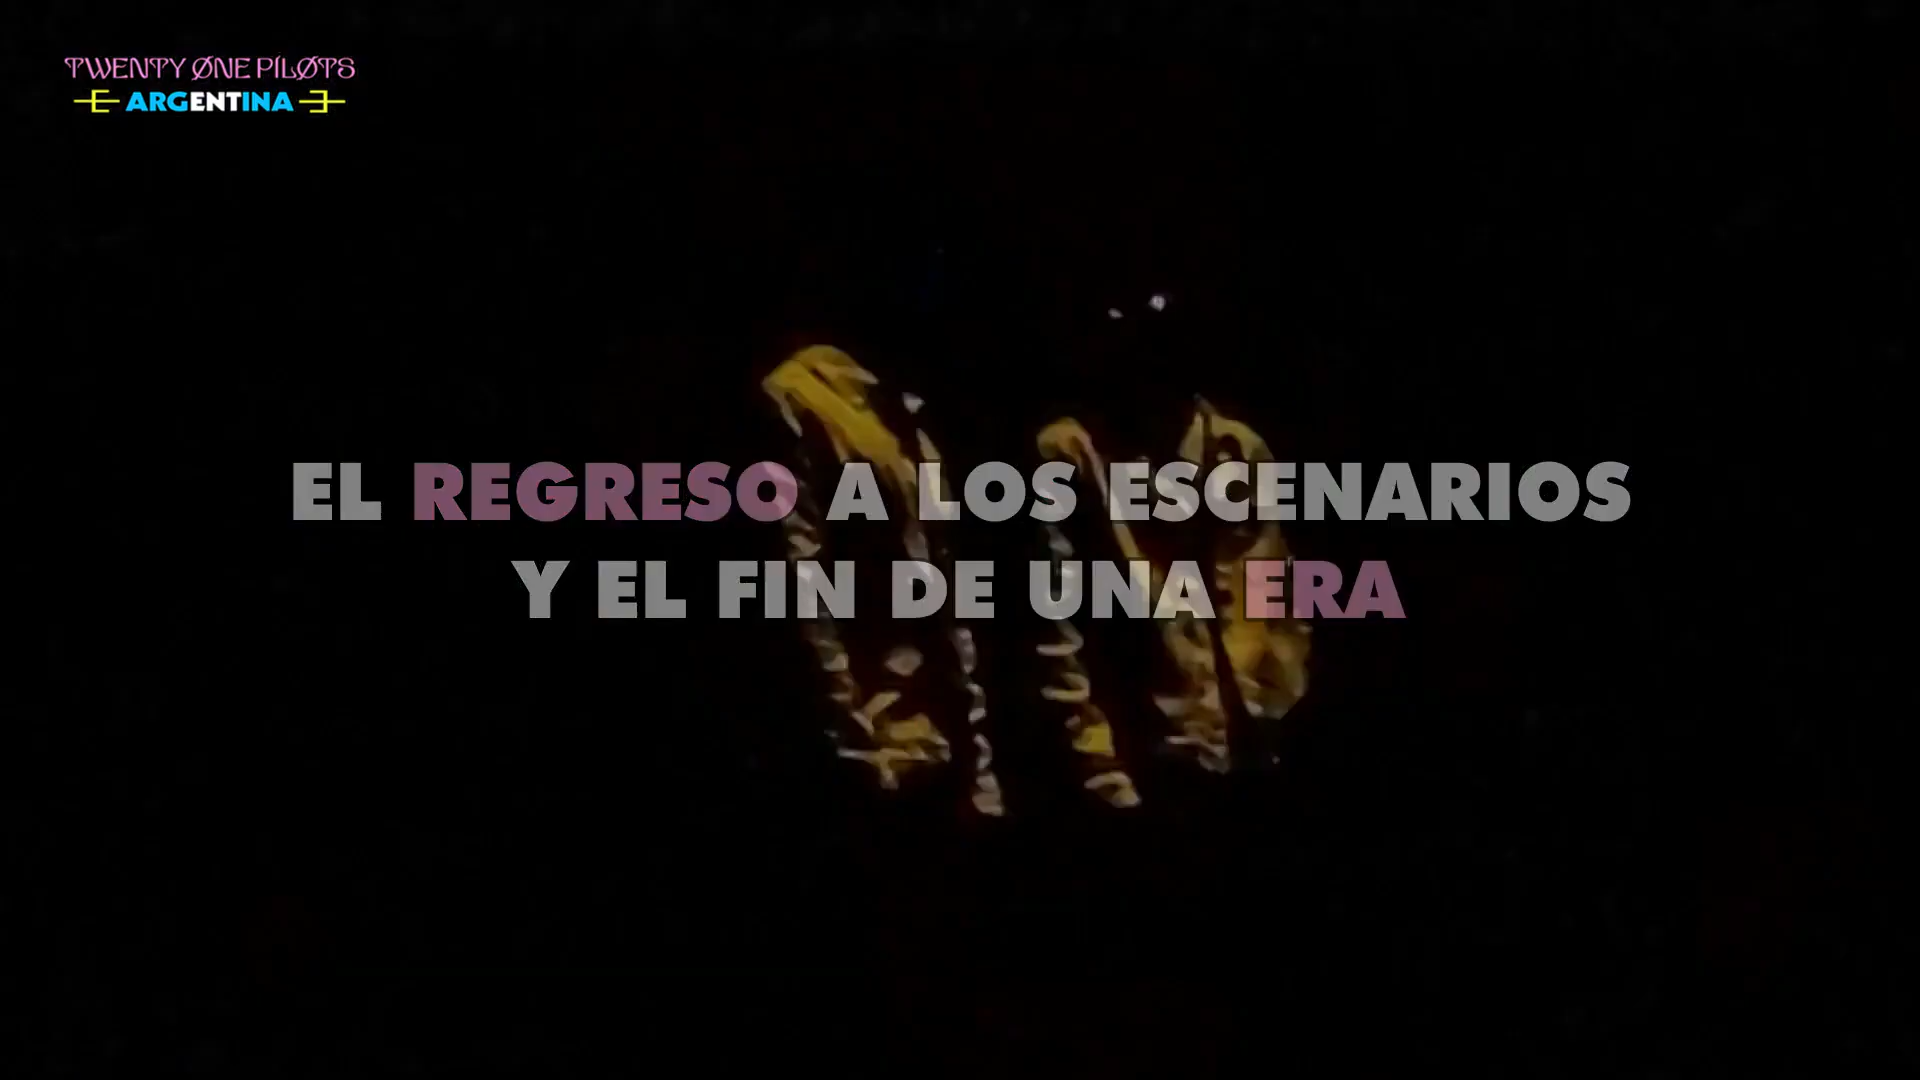 TWENTY ØNE PILØTS
ARGENTINA
EL REGRESO A LOS ESCENARIOS
Y EL FIN DE UNA ERA